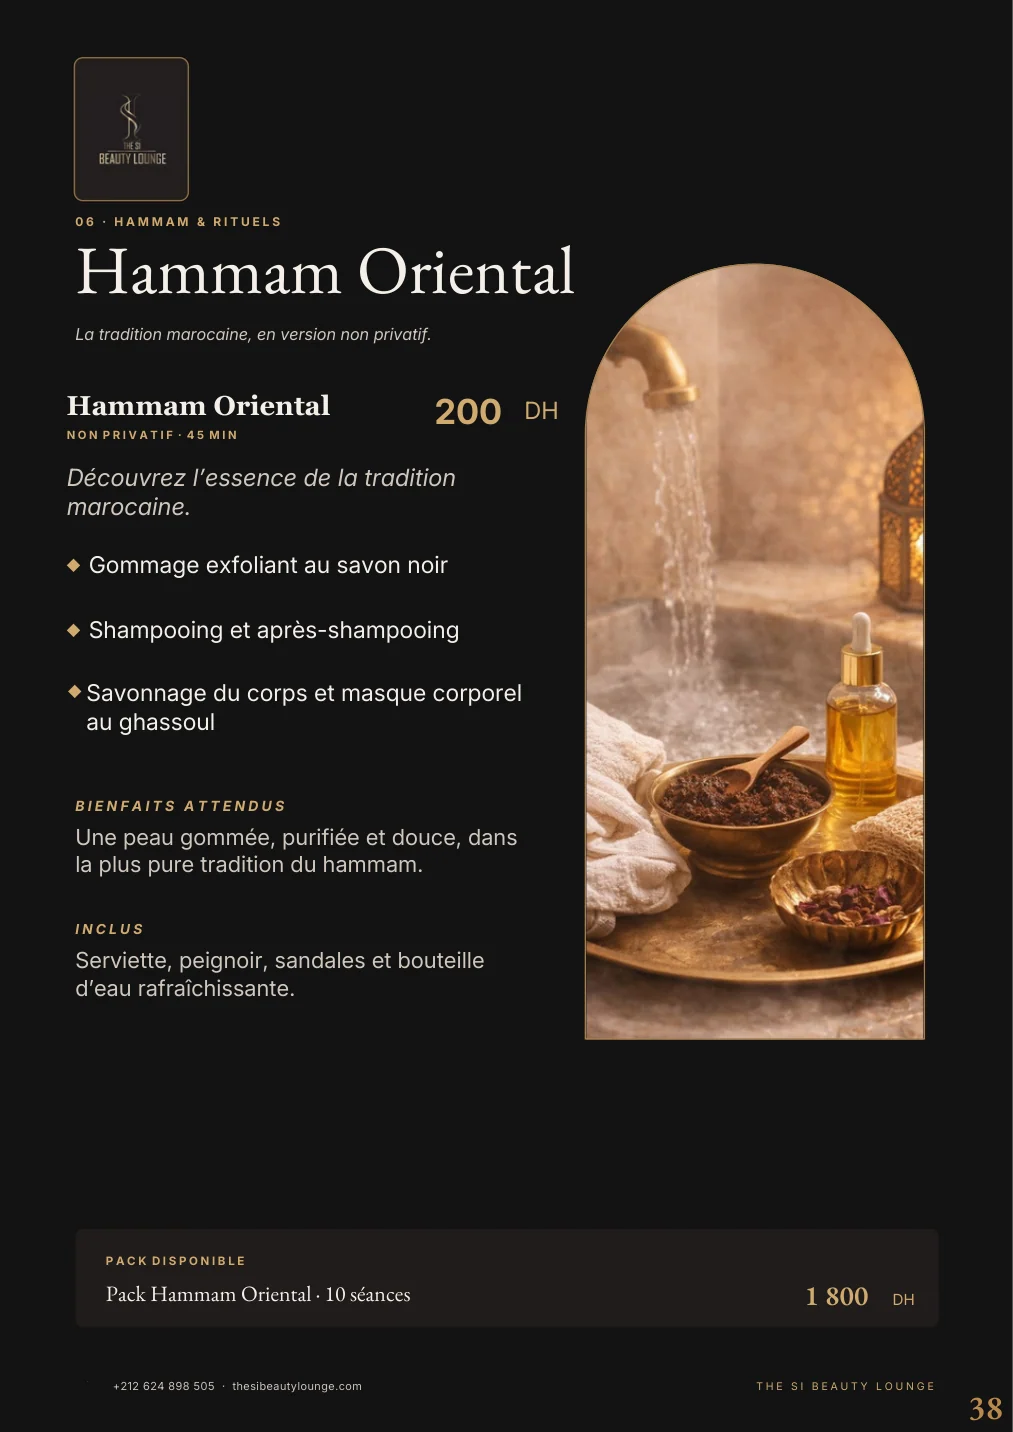 THE SI
BEAUTY LOUNGE
06 · HAMMAM & RITUELS
Hammam Oriental
La tradition marocaine, en version non privatif.
Hammam Oriental
200 DH
NON PRIVATIF · 45 MIN
Découvrez l’essence de la tradition
marocaine.
◆ Gommage exfoliant au savon noir
◆ Shampooing et après-shampooing
◆ Savonnage du corps et masque corporel
au ghassoul
BIENFAITS ATTENDUS
Une peau gommée, purifiée et douce, dans
la plus pure tradition du hammam.
INCLUS
Serviette, peignoir, sandales et bouteille
d’eau rafraîchissante.
PACK DISPONIBLE
Pack Hammam Oriental · 10 séances
1 800 DH
+212 624 898 505 · thesibeautylounge.com
THE SI BEAUTY LOUNGE
38